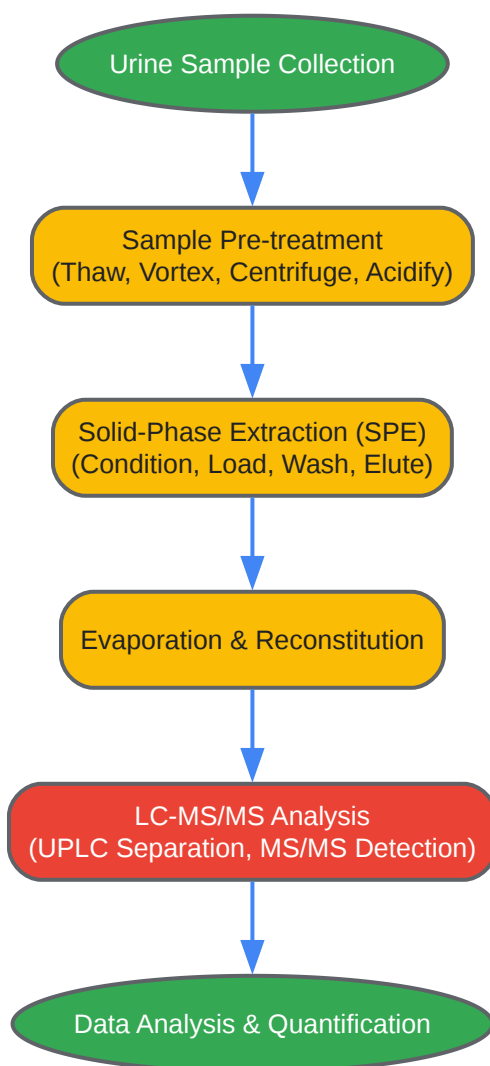 Urine Sample Collection
Sample Pre-treatment
(Thaw, Vortex, Centrifuge, Acidify)
Solid-Phase Extraction (SPE)
(Condition, Load, Wash, Elute)
Evaporation & Reconstitution
LC-MS/MS Analysis
(UPLC Separation, MS/MS Detection)
Data Analysis & Quantification